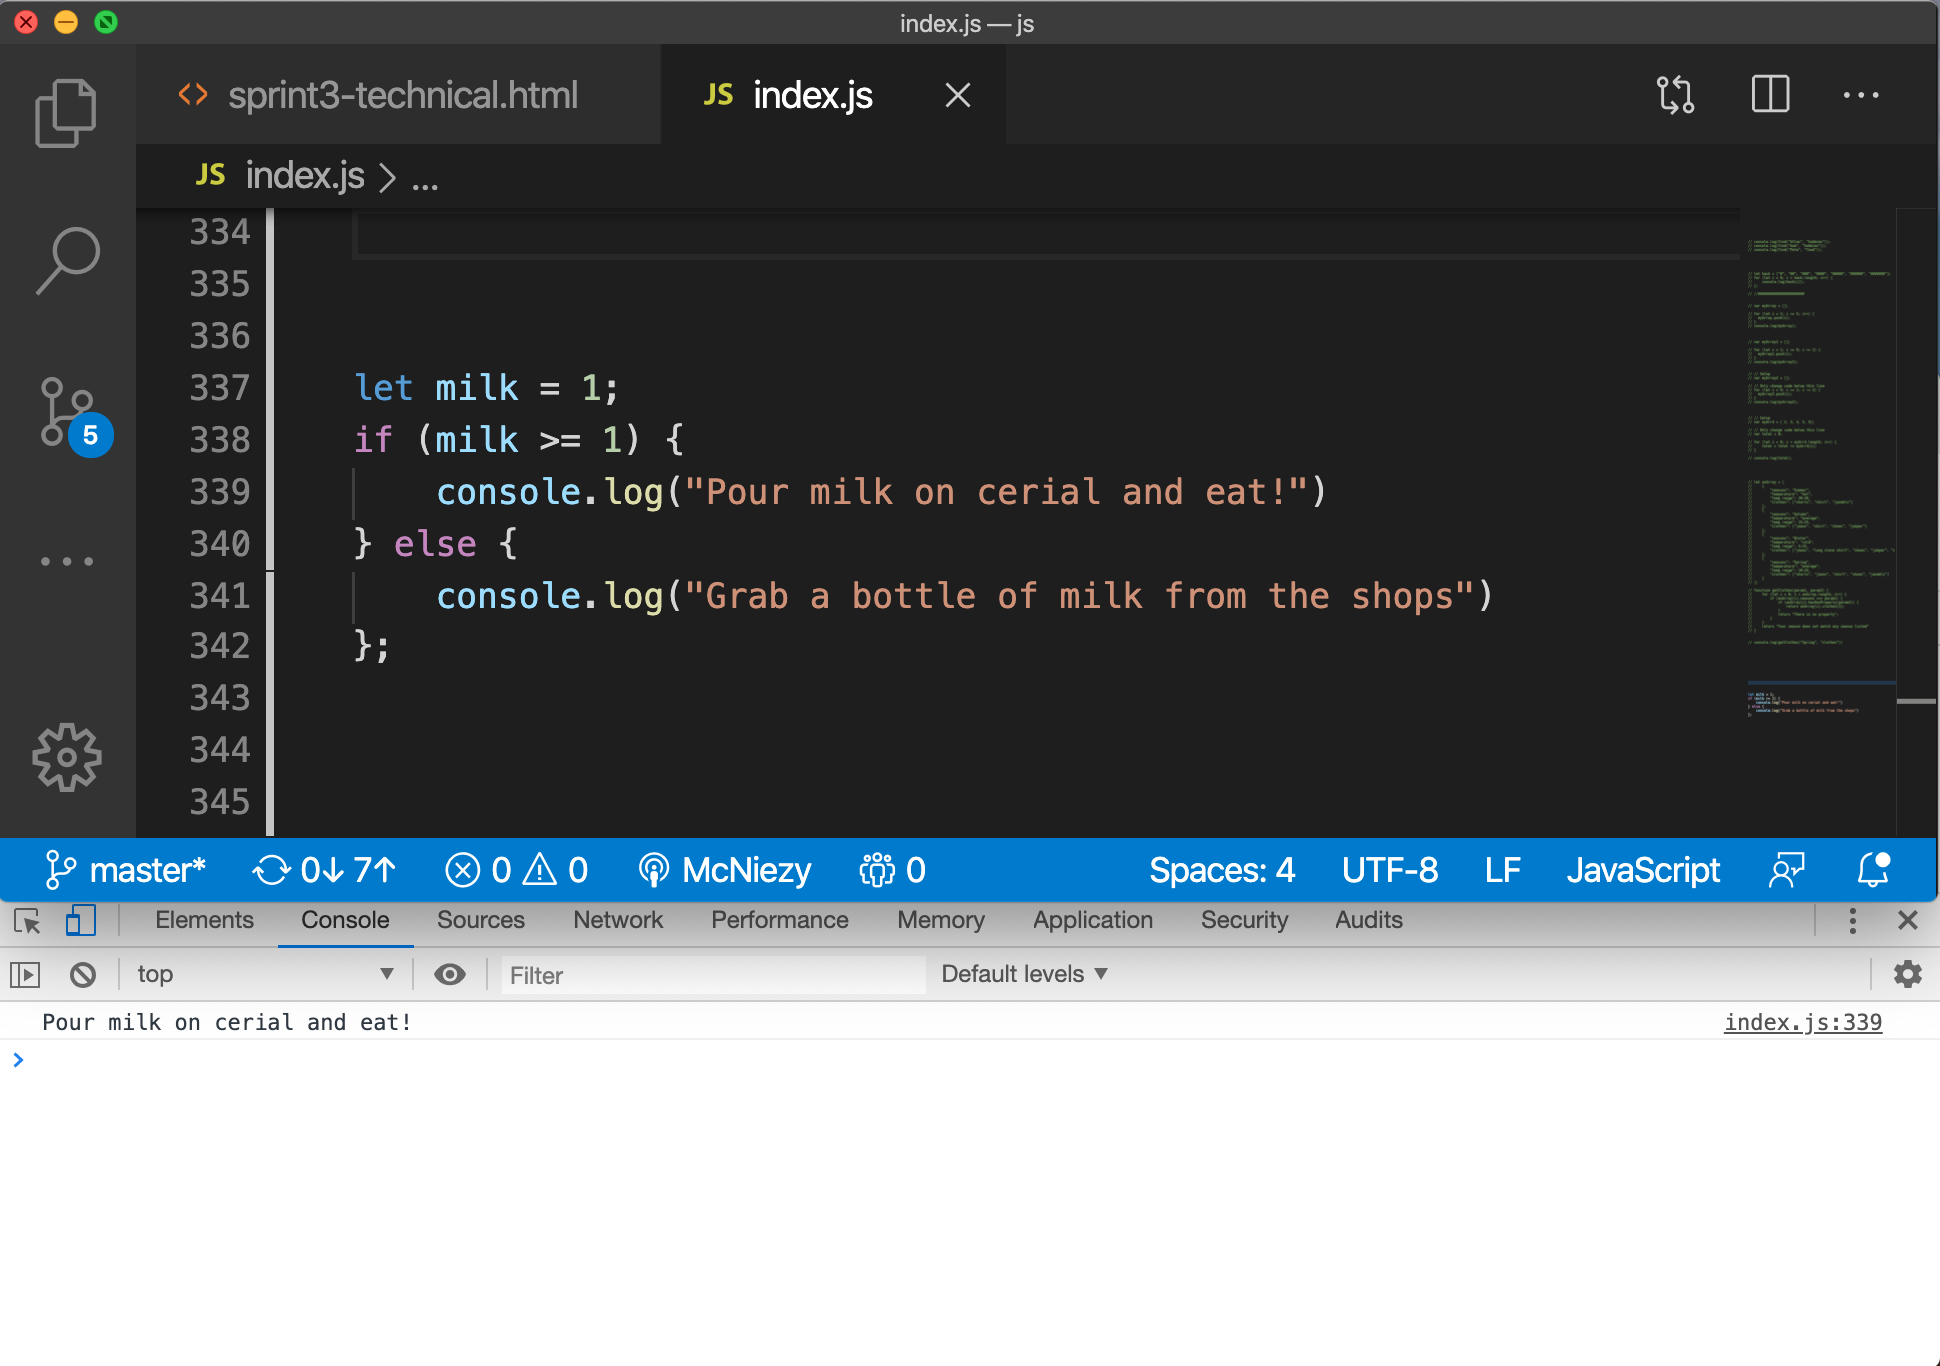 index.js — js
sprint3-technical.html
JS index.js
JS index.js > ...
334
335
336
337 let milk = 1;
338 if (milk >= 1) {
339 console.log("Pour milk on cerial and eat!")
340 } else {
341 console.log("Grab a bottle of milk from the shops")
342 };
343
344
345
5
master* 0↓ 7↑ 0 0 McNiezy 0 Spaces: 4 UTF-8 LF JavaScript
Elements Console Sources Network Performance Memory Application Security Audits
top Filter Default levels
Pour milk on cerial and eat! index.js:339